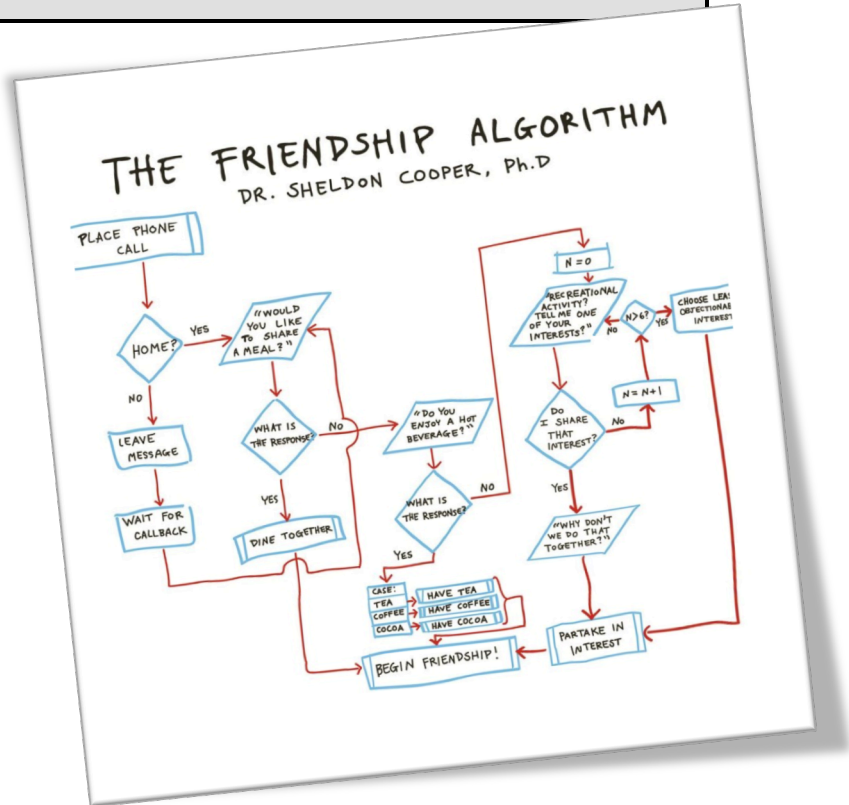 THE FRIENDSHIP ALGORITHM
DR. SHELDON COOPER, Ph.D
PLACE PHONE
CALL
HOME?
YES
NO
LEAVE
MESSAGE
WAIT FOR
CALLBACK
"WOULD
YOU LIKE
TO SHARE
A MEAL?"
WHAT IS
THE RESPONSE?
NO
YES
DINE TOGETHER
"DO YOU
ENJOY A HOT
BEVERAGE?"
WHAT IS
THE RESPONSE?
NO
YES
CASE:
TEA
COFFEE
COCOA
HAVE TEA
HAVE COFFEE
HAVE COCOA
N=0
"RECREATIONAL
ACTIVITY?
TELL ME ONE
OF YOUR
INTERESTS?"
N>6?
NO
YES
CHOOSE LEA
OBJECTIONAB
INTEREST
N=N+1
DO
I SHARE
THAT
INTEREST?
NO
YES
"WHY DON'T
WE DO THAT
TOGETHER?"
PARTAKE IN
INTEREST
BEGIN FRIENDSHIP!